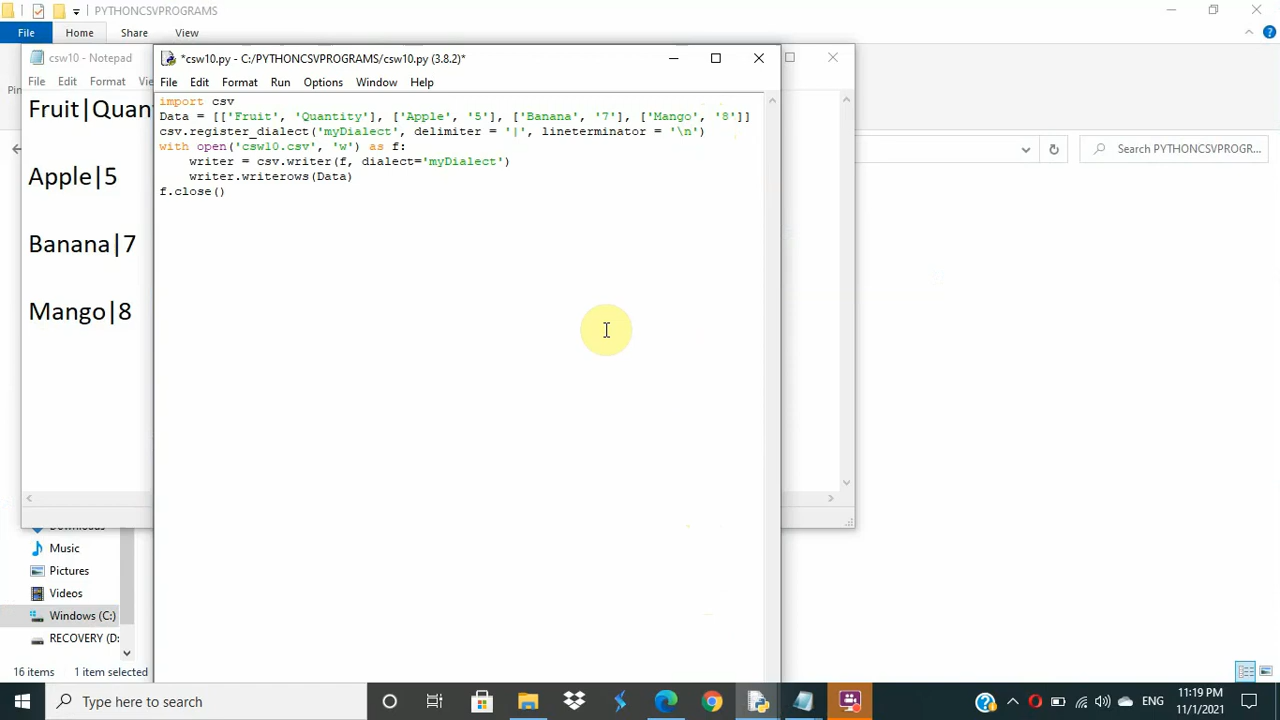 PYTHONCSVPROGRAMS
File
Home
Share
View
csw10 - Notepad
File
Edit
Format
Fruit|Quant
Apple|5
Banana|7
Mango|8
*csw10.py - C:/PYTHONCSVPROGRAMS/csw10.py (3.8.2)*
File Edit Format Run Options Window Help
import csv
Data = [['Fruit', 'Quantity'], ['Apple', '5'], ['Banana', '7'], ['Mango', '8']]
csv.register_dialect('myDialect', delimiter = '|', lineterminator = '\n')
with open('csw10.csv', 'w') as f:
writer = csv.writer(f, dialect='myDialect')
writer.writerows(Data)
f.close()
Search PYTHONCSVPROGR...
Downloads
Music
Pictures
Videos
Windows (C:)
RECOVERY (D:
16 items
1 item selected
Type here to search
ENG
11:19 PM
11/1/2021